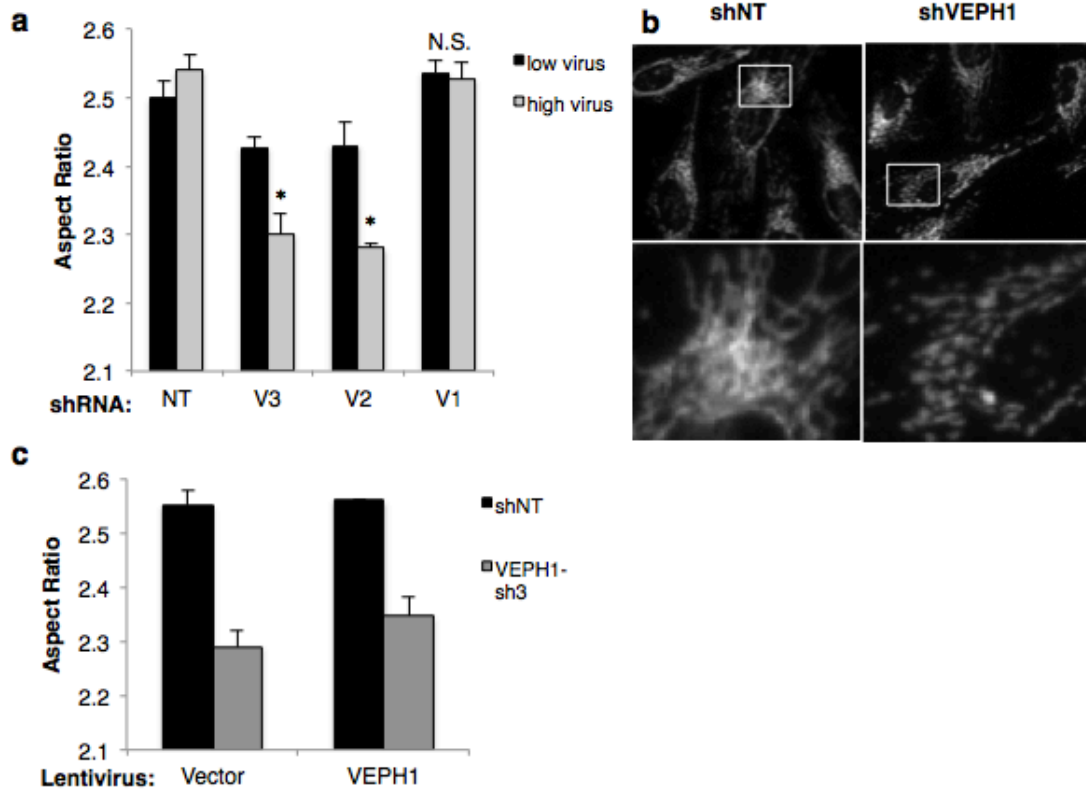 a
2.6
2.5
2.4
2.3
2.2
2.1
Aspect Ratio
N.S.
*
*
low virus
high virus
shRNA: NT V3 V2 V1
b
shNT shVEPH1
c
2.6
2.5
2.4
2.3
2.2
2.1
Aspect Ratio
shNT
VEPH1-
sh3
Lentivirus: Vector VEPH1